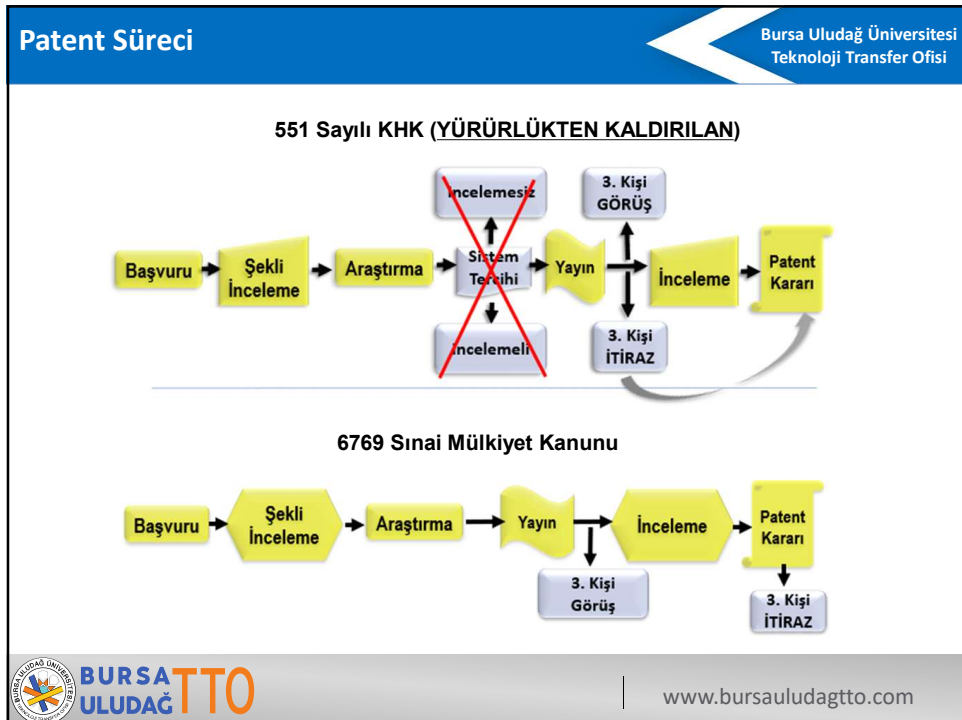 Patent Süreci
Bursa Uludağ Üniversitesi
Teknoloji Transfer Ofisi
551 Sayılı KHK (YÜRÜRLÜKTEN KALDIRILAN)
Başvuru
Şekli
İnceleme
Araştırma
İncelemesiz
Sistem
Tercihi
İncelemeli
Yayın
3. Kişi
GÖRÜŞ
3. Kişi
İTİRAZ
İnceleme
Patent
Kararı
6769 Sınai Mülkiyet Kanunu
Başvuru
Şekli
İnceleme
Araştırma
Yayın
3. Kişi
Görüş
İnceleme
Patent
Kararı
3. Kişi
İTİRAZ
BURSA
ULUDAĞ
TTO
www.bursauludagtto.com